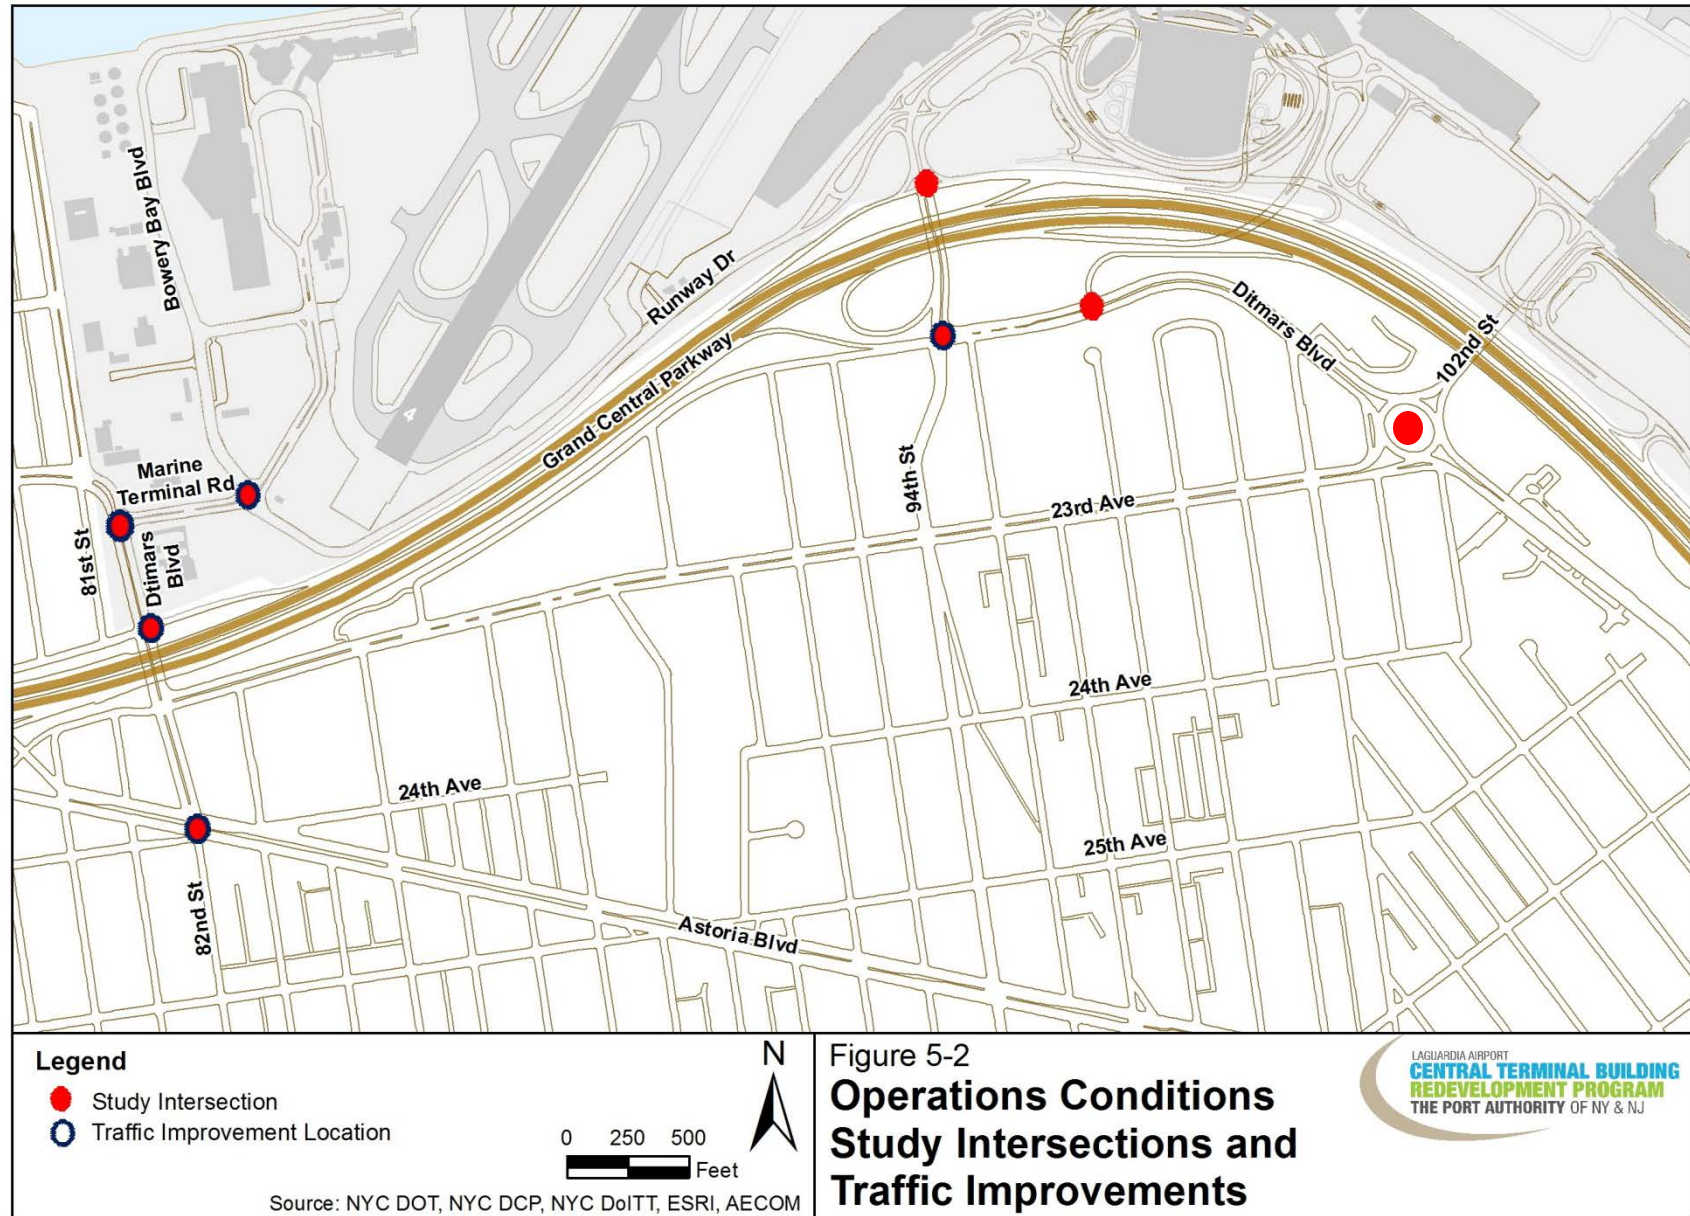 Bowery Bay Blvd
Runway Dr
Grand Central Parkway
4
Ditmars Blvd
102nd St
Marine
Terminal Rd
81st St
Dtimars
Blvd
94th St
23rd Ave
24th Ave
24th Ave
25th Ave
82nd St
Astoria Blvd
Legend
Study Intersection
Traffic Improvement Location
0 250 500
Feet
N
Source: NYC DOT, NYC DCP, NYC DoITT, ESRI, AECOM
Figure 5-2
Operations Conditions
Study Intersections and
Traffic Improvements
LAGUARDIA AIRPORT
CENTRAL TERMINAL BUILDING
REDEVELOPMENT PROGRAM
THE PORT AUTHORITY OF NY & NJ